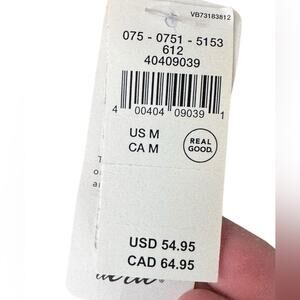 VB73183812
075 - 0751 - 5153
612
40409039
4 00404 09039 1
US M
CA M
REAL
GOOD.
USD 54.95
CAD 64.95